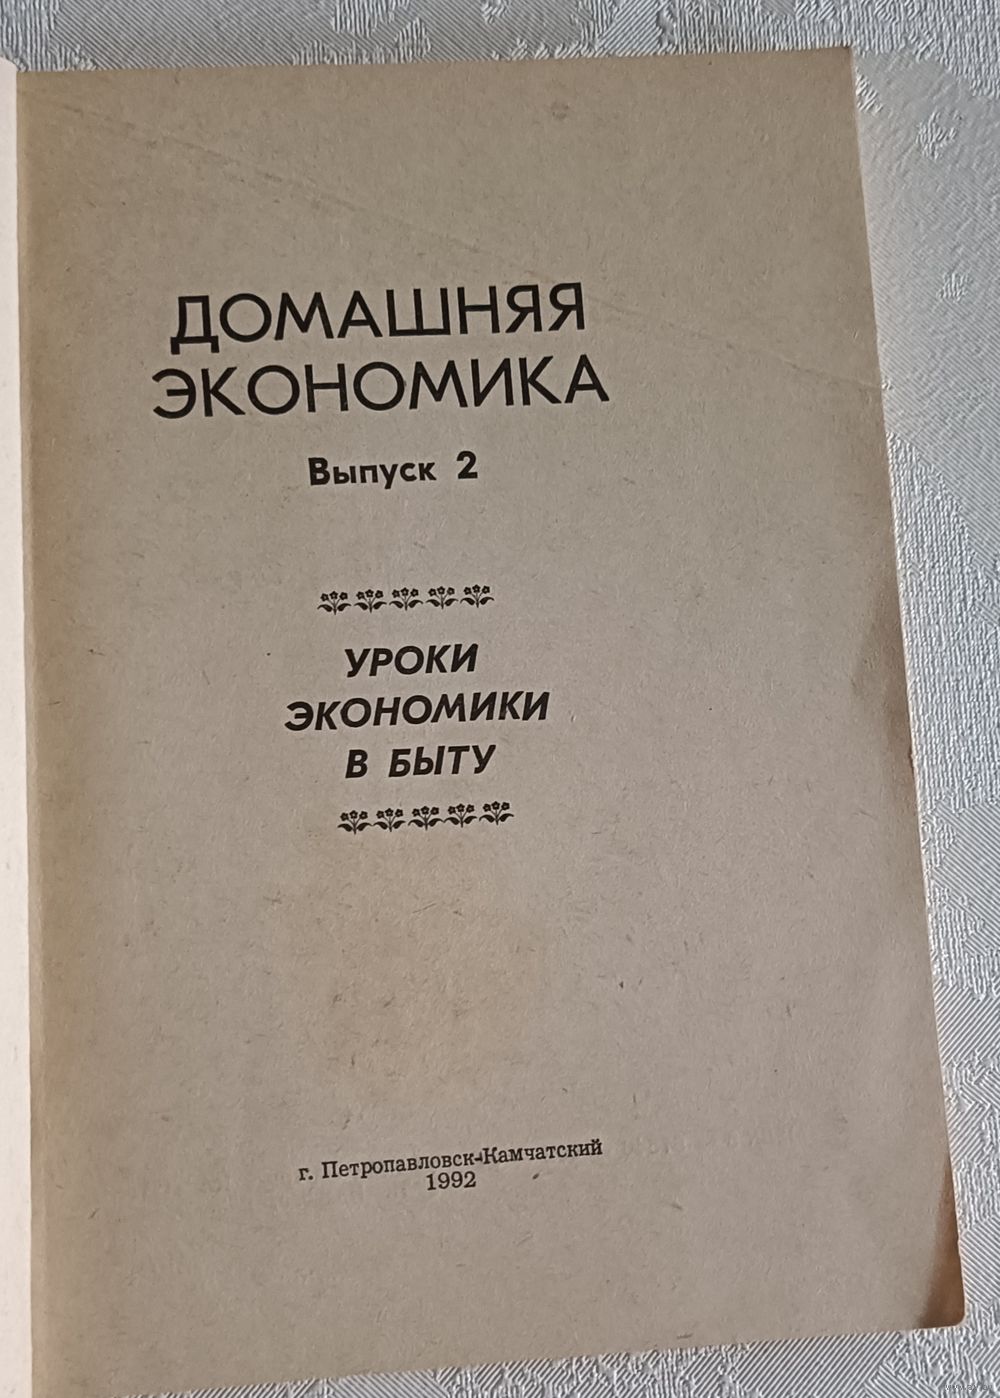 ДОМАШНЯЯ
ЭКОНОМИКА
Выпуск 2
УРОКИ
ЭКОНОМИКИ
В БЫТУ
г. Петропавловск-Камчатский
1992